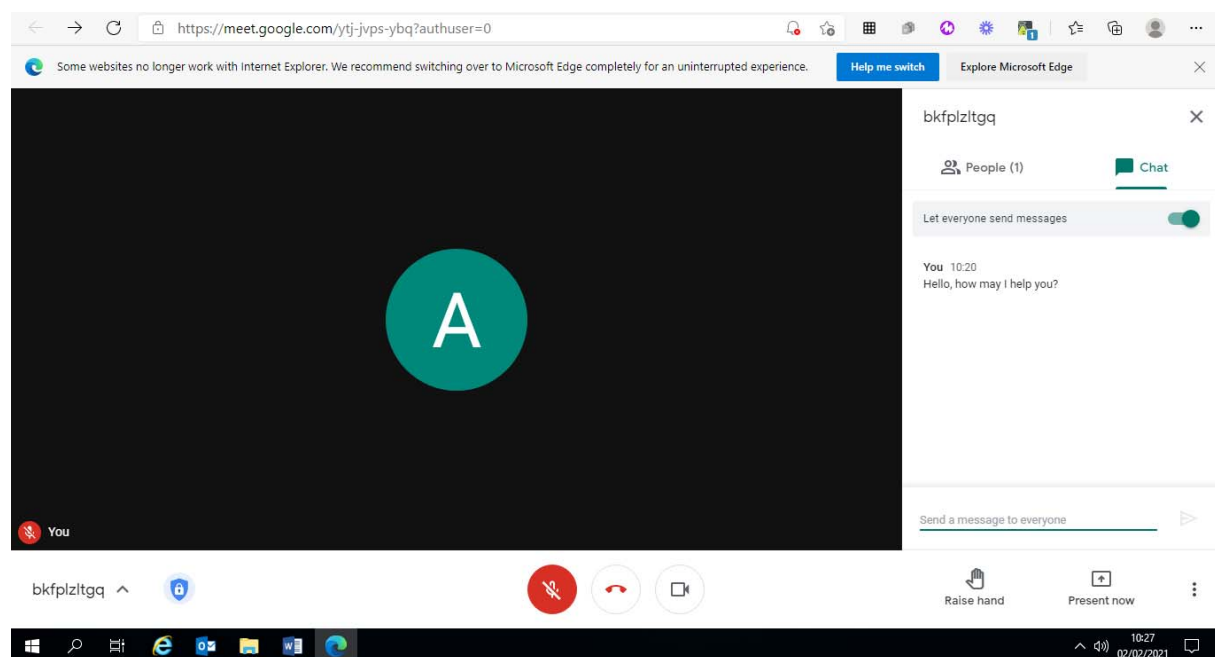 https://meet.google.com/ytj-jvps-ybq?authuser=0
1
Some websites no longer work with Internet Explorer. We recommend switching over to Microsoft Edge completely for an uninterrupted experience. Help me switch Explore Microsoft Edge
bkfplzltgq
People (1) Chat
Let everyone send messages
You 10:20
Hello, how may I help you?
A
You
Send a message to everyone
bkfplzltgq
Raise hand Present now
10:27
02/02/2021